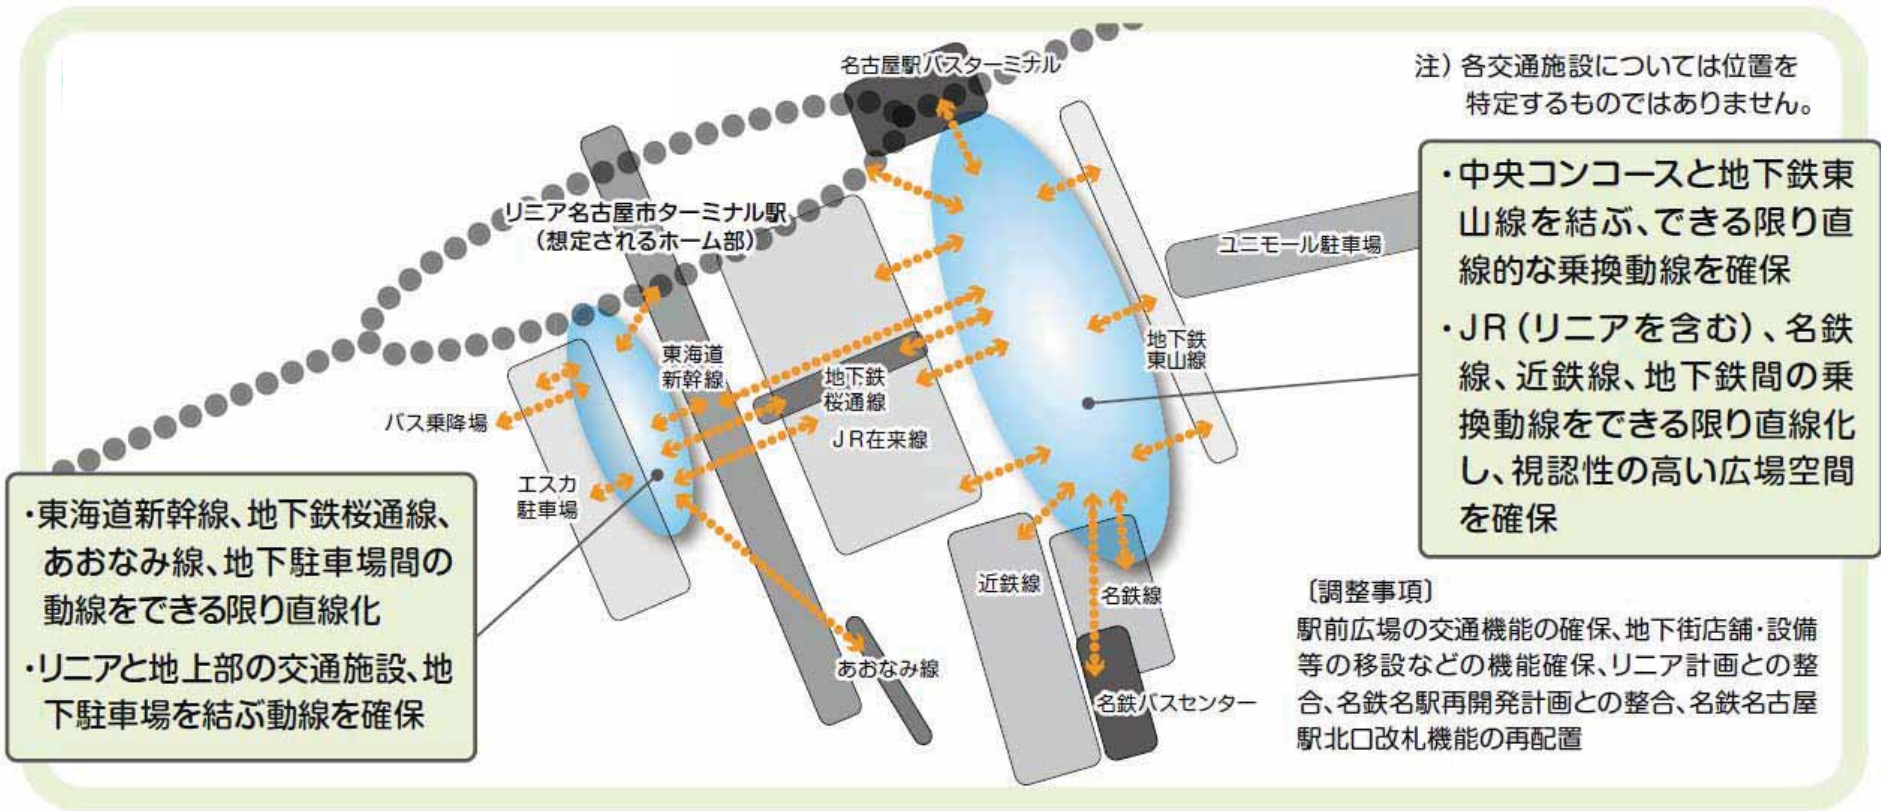 名古屋駅バスターミナル
注）各交通施設については位置を
特定するものではありません。
リニア名古屋市ターミナル駅
（想定されるホーム部）
ユニモール駐車場
・中央コンコースと地下鉄東
山線を結ぶ、できる限り直
線的な乗換動線を確保
・JR（リニアを含む）、名鉄
線、近鉄線、地下鉄間の乗
換動線をできる限り直線化
し、視認性の高い広場空間
を確保
東海道
新幹線
地下鉄
桜通線
地下鉄
東山線
バス乗降場
JR在来線
エスカ
駐車場
・東海道新幹線、地下鉄桜通線、
あおなみ線、地下駐車場間の
動線をできる限り直線化
・リニアと地上部の交通施設、地
下駐車場を結ぶ動線を確保
近鉄線
名鉄線
あおなみ線
名鉄バスセンター
〔調整事項〕
駅前広場の交通機能の確保、地下街店舗・設備
等の移設などの機能確保、リニア計画との整
合、名鉄名駅再開発計画との整合、名鉄名古屋
駅北口改札機能の再配置